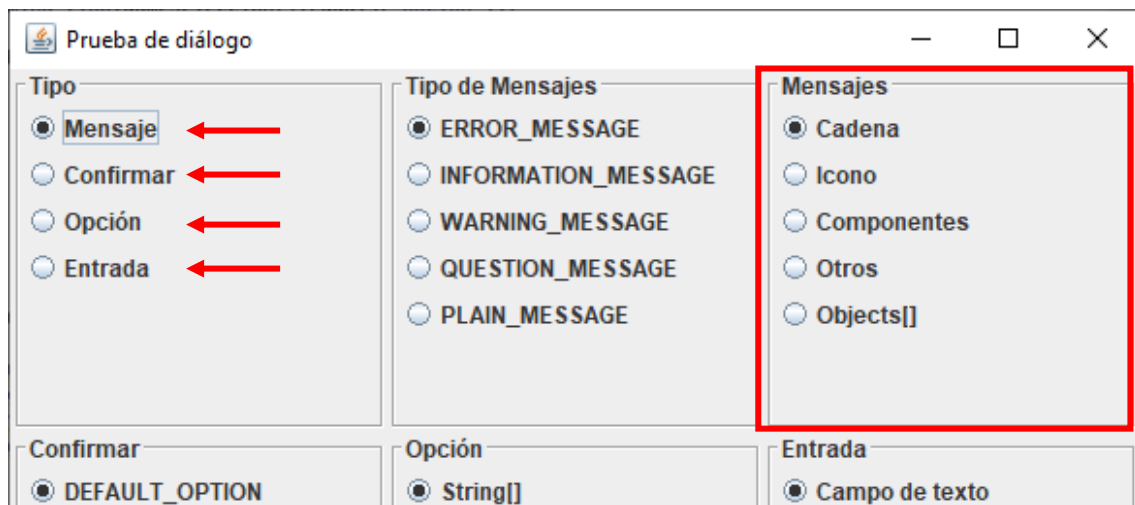 Prueba de diálogo
Tipo
Mensaje
Confirmar
Opción
Entrada
Tipo de Mensajes
ERROR_MESSAGE
INFORMATION_MESSAGE
WARNING_MESSAGE
QUESTION_MESSAGE
PLAIN_MESSAGE
Mensajes
Cadena
Icono
Componentes
Otros
Objects[]
Confirmar
DEFAULT_OPTION
Opción
String[]
Entrada
Campo de texto